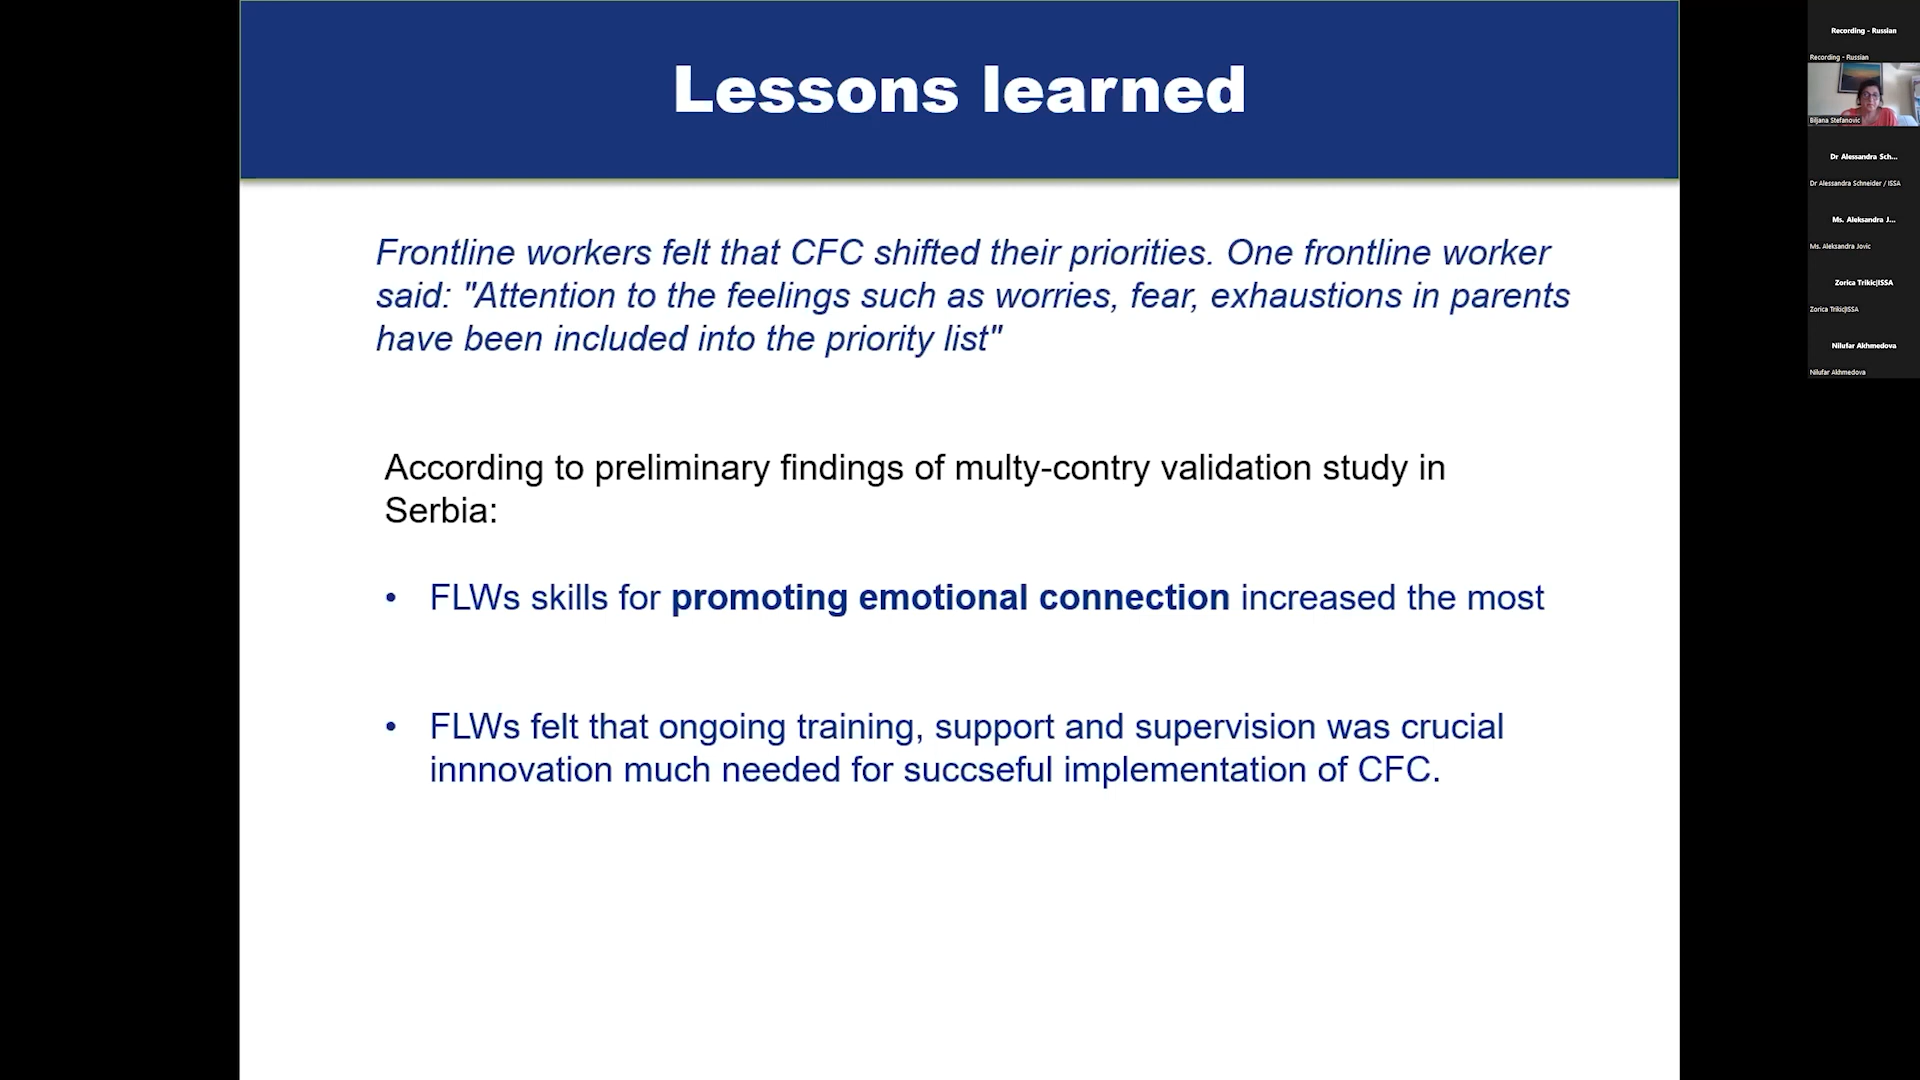 Lessons learned
Frontline workers felt that CFC shifted their priorities. One frontline worker
said: "Attention to the feelings such as worries, fear, exhaustions in parents
have been included into the priority list"
According to preliminary findings of multy-contry validation study in
Serbia:
• FLWs skills for promoting emotional connection increased the most
• FLWs felt that ongoing training, support and supervision was crucial
innnovation much needed for succseful implementation of CFC.
Recording - Russian
Recording - Russian
Biljana Stefanovic
Dr Alessandra Sch...
Dr Alessandra Schneider / ISSA
Ms. Aleksandra J...
Ms. Aleksandra Jovic
Zorica Trikic|ISSA
Zorica Trikic|ISSA
Nilufar Akhmedova
Nilufar Akhmedova